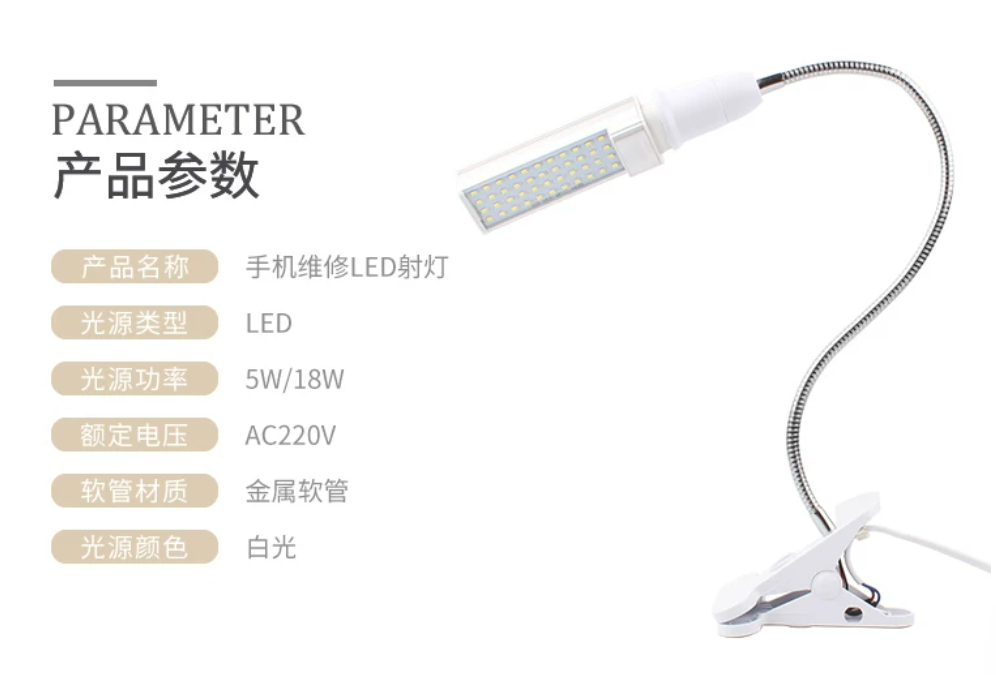 PARAMETER
产品参数
产品名称 手机维修LED射灯
光源类型 LED
光源功率 5W/18W
额定电压 AC220V
软管材质 金属软管
光源颜色 白光